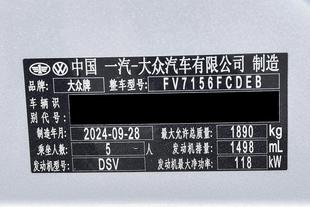 中国 一汽-大众汽车有限公司 制造
品牌: 大众牌 整车型号: FV7156FCDEB
车辆识别代号:
制造年月 2024-09-28 最大允许总质量 1890 kg
乘坐人数 5 人 发动机排量 1498 mL
发动机型号 DSV 发动机最大净功率 118 kW